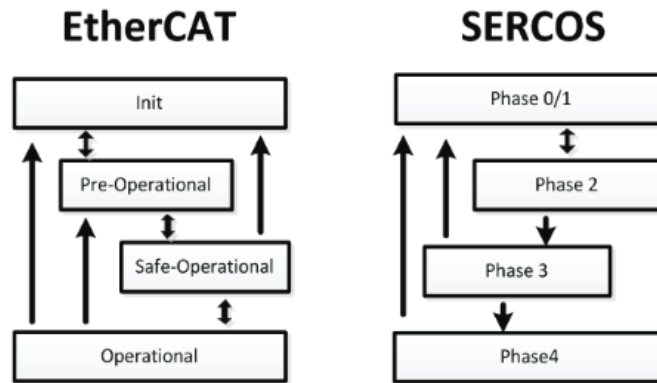 EtherCAT
SERCOS
Init
Pre-Operational
Safe-Operational
Operational
Phase 0/1
Phase 2
Phase 3
Phase4